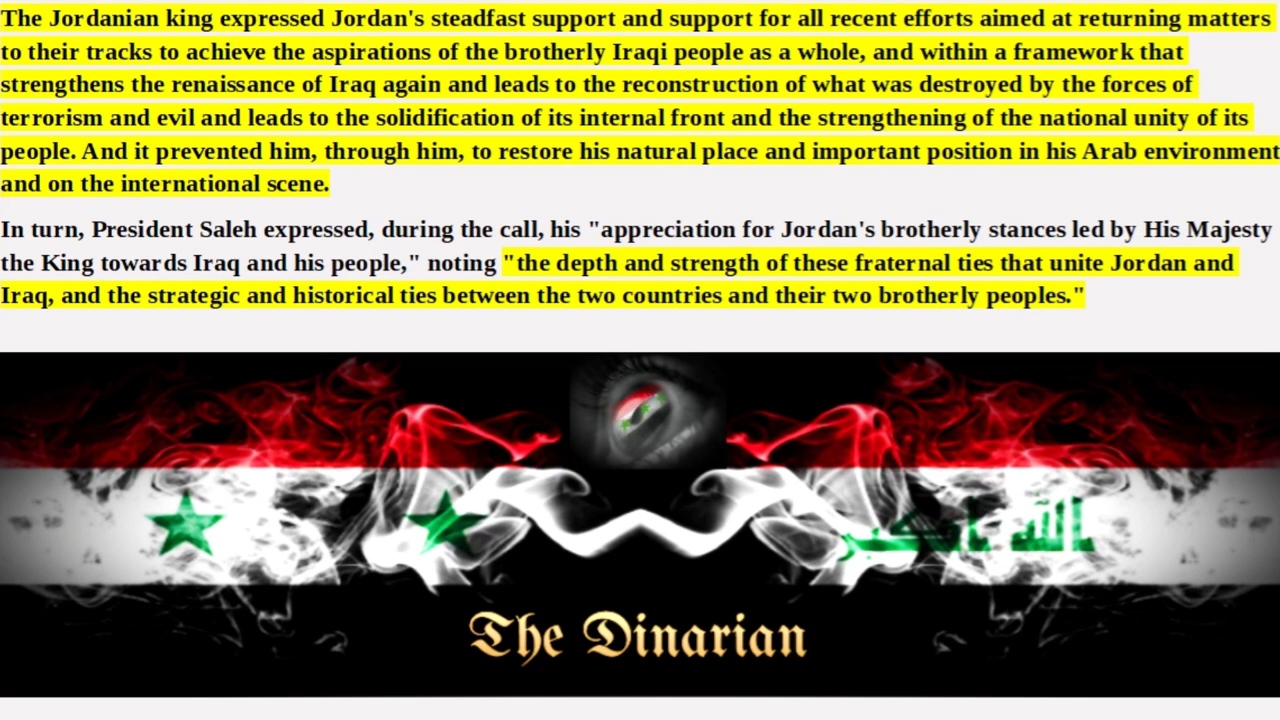 The Jordanian king expressed Jordan's steadfast support and support for all recent efforts aimed at returning matters
to their tracks to achieve the aspirations of the brotherly Iraqi people as a whole, and within a framework that
strengthens the renaissance of Iraq again and leads to the reconstruction of what was destroyed by the forces of
terrorism and evil and leads to the solidification of its internal front and the strengthening of the national unity of its
people. And it prevented him, through him, to restore his natural place and important position in his Arab environment
and on the international scene.
In turn, President Saleh expressed, during the call, his "appreciation for Jordan's brotherly stances led by His Majesty
the King towards Iraq and his people," noting "the depth and strength of these fraternal ties that unite Jordan and
Iraq, and the strategic and historical ties between the two countries and their two brotherly peoples."
الله اكبر
The Dinarian